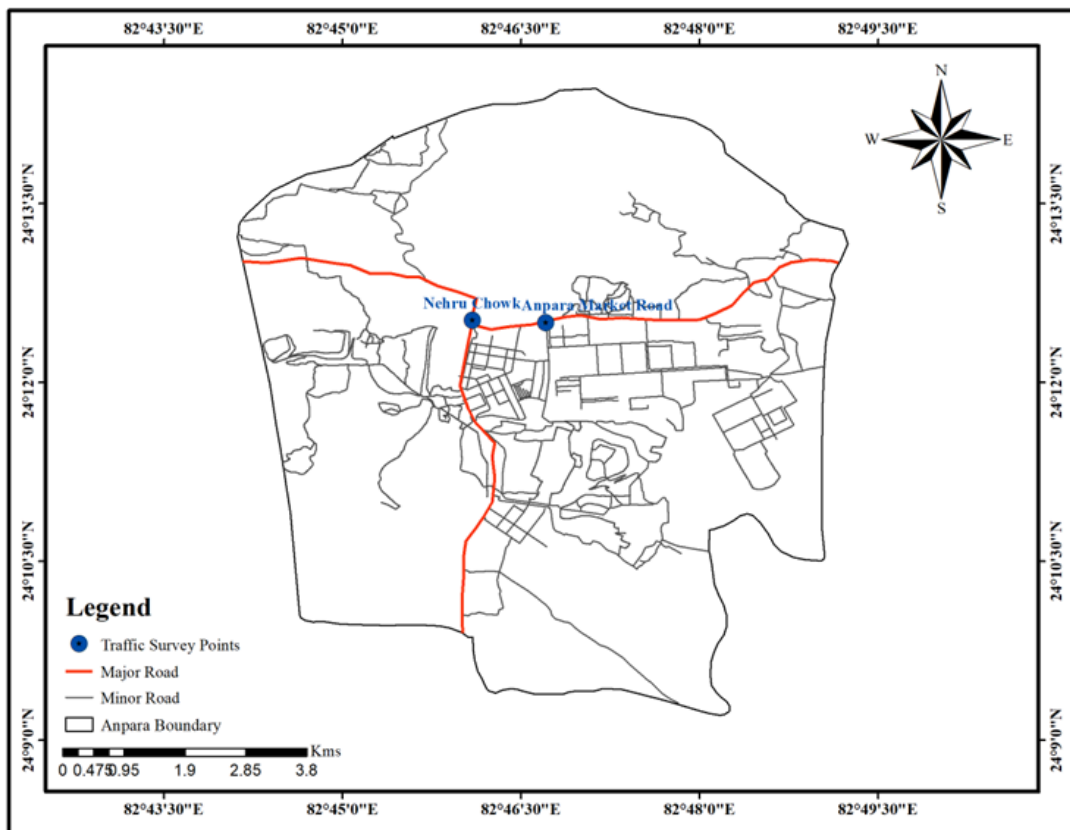 82°43'30"E 82°45'0"E 82°46'30"E 82°48'0"E 82°49'30"E
N
W E
S
24°13'30"N 24°13'30"N
Nehru Chowk Anpara Market Road
24°12'0"N 24°12'0"N
24°10'30"N 24°10'30"N
Legend
Traffic Survey Points
Major Road
Minor Road
Anpara Boundary
24°9'0"N 24°9'0"N
Kms
0 0.475 0.95 1.9 2.85 3.8
82°43'30"E 82°45'0"E 82°46'30"E 82°48'0"E 82°49'30"E